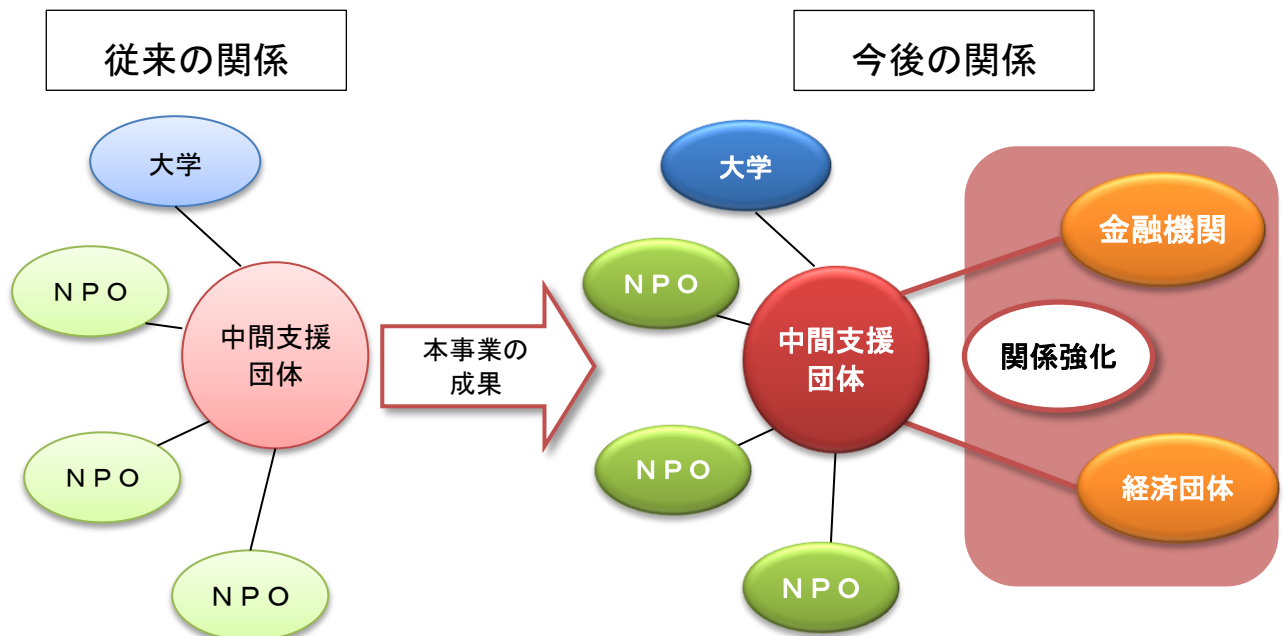 従来の関係
大学
ＮＰＯ
中間支援
団体
ＮＰＯ
ＮＰＯ
本事業の
成果
今後の関係
大学
ＮＰＯ
中間支援
団体
ＮＰＯ
ＮＰＯ
金融機関
関係強化
経済団体